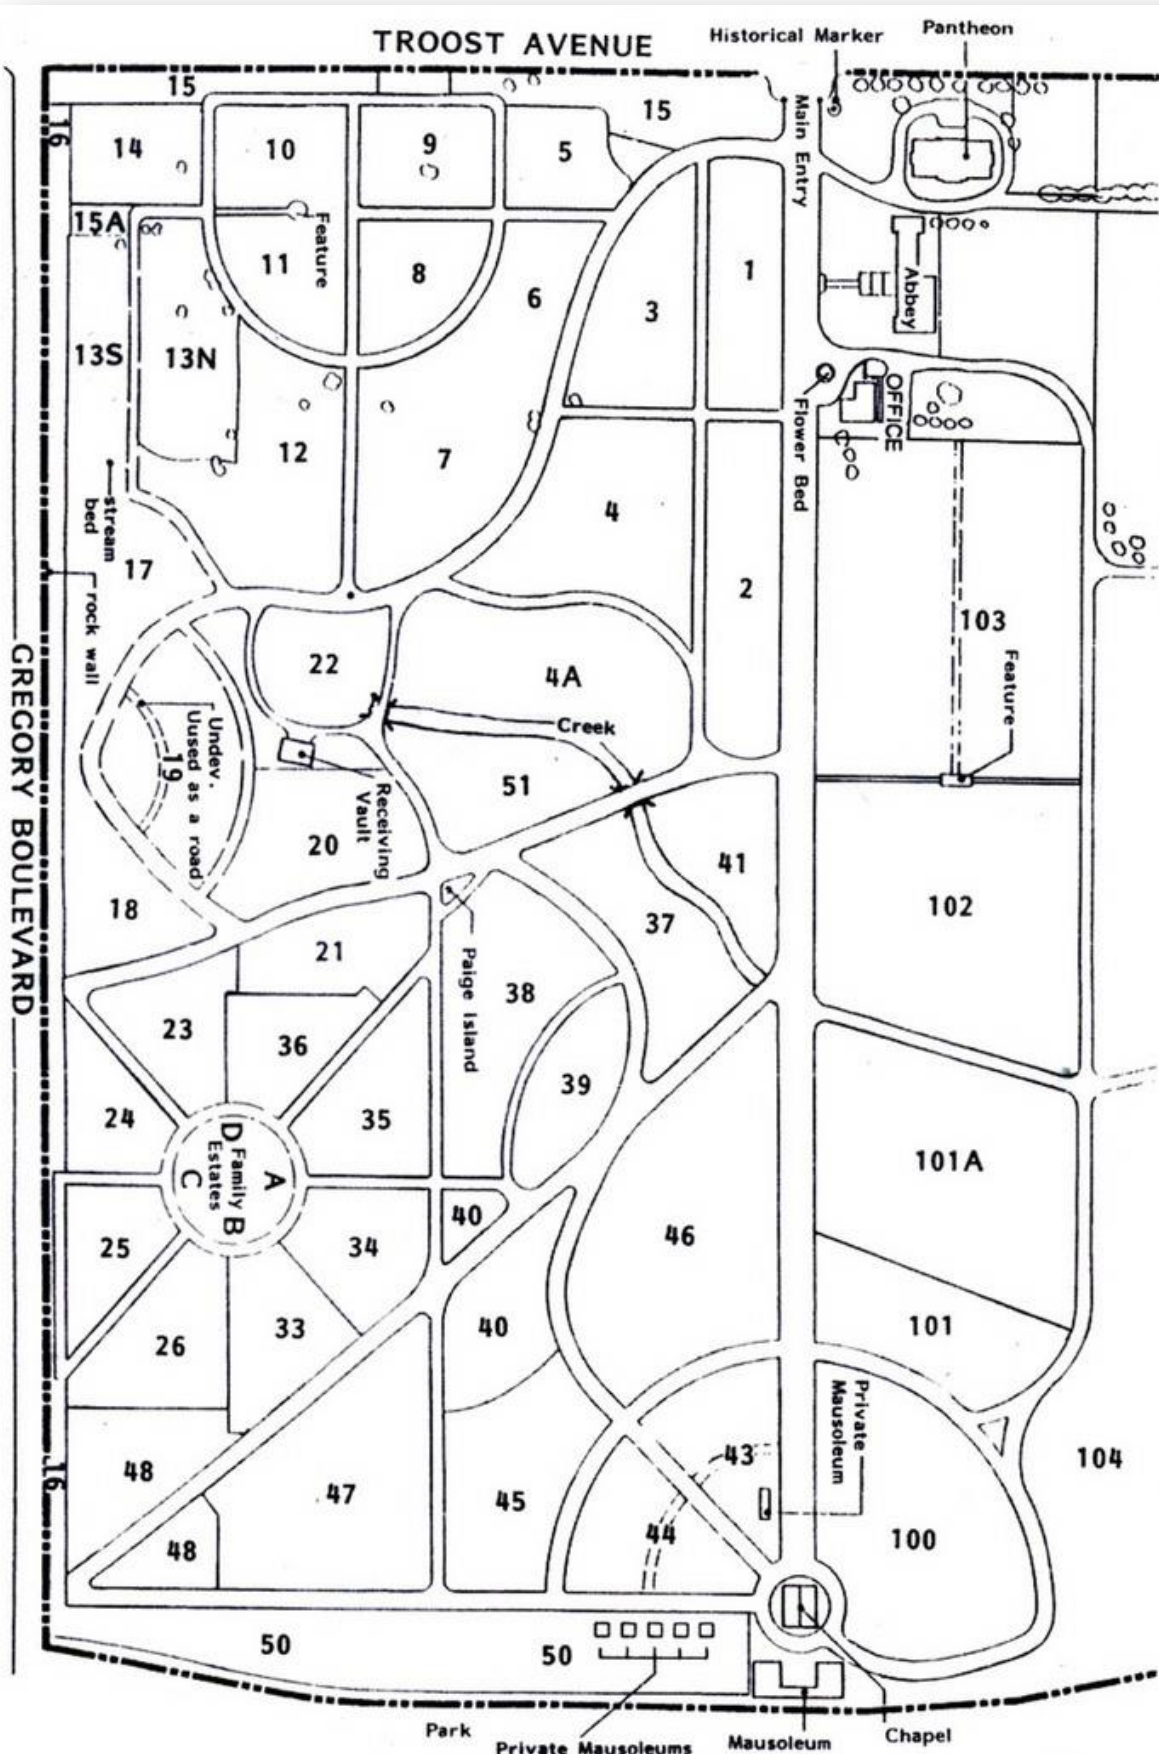 TROOST AVENUE
Historical Marker
Pantheon
15
15
16
14
10
9
5
Main Entry
15A
Feature
11
8
6
3
1
Abbey
13S
13N
OFFICE
Flower Bed
12
7
4
stream
bed
17
2
103
rock wall
22
4A
Feature
Creek
Undev.
Uused as a road
19
51
Receiving
Vault
20
41
GREGORY BOULEVARD
18
37
102
21
Paige Island
38
23
36
39
24
35
D
Family
Estates
A
C
B
101A
40
25
34
46
26
33
40
101
Private
Mausoleum
43
104
48
16
47
45
44
100
48
50
50
Park
Private Mausoleums
Mausoleum
Chapel